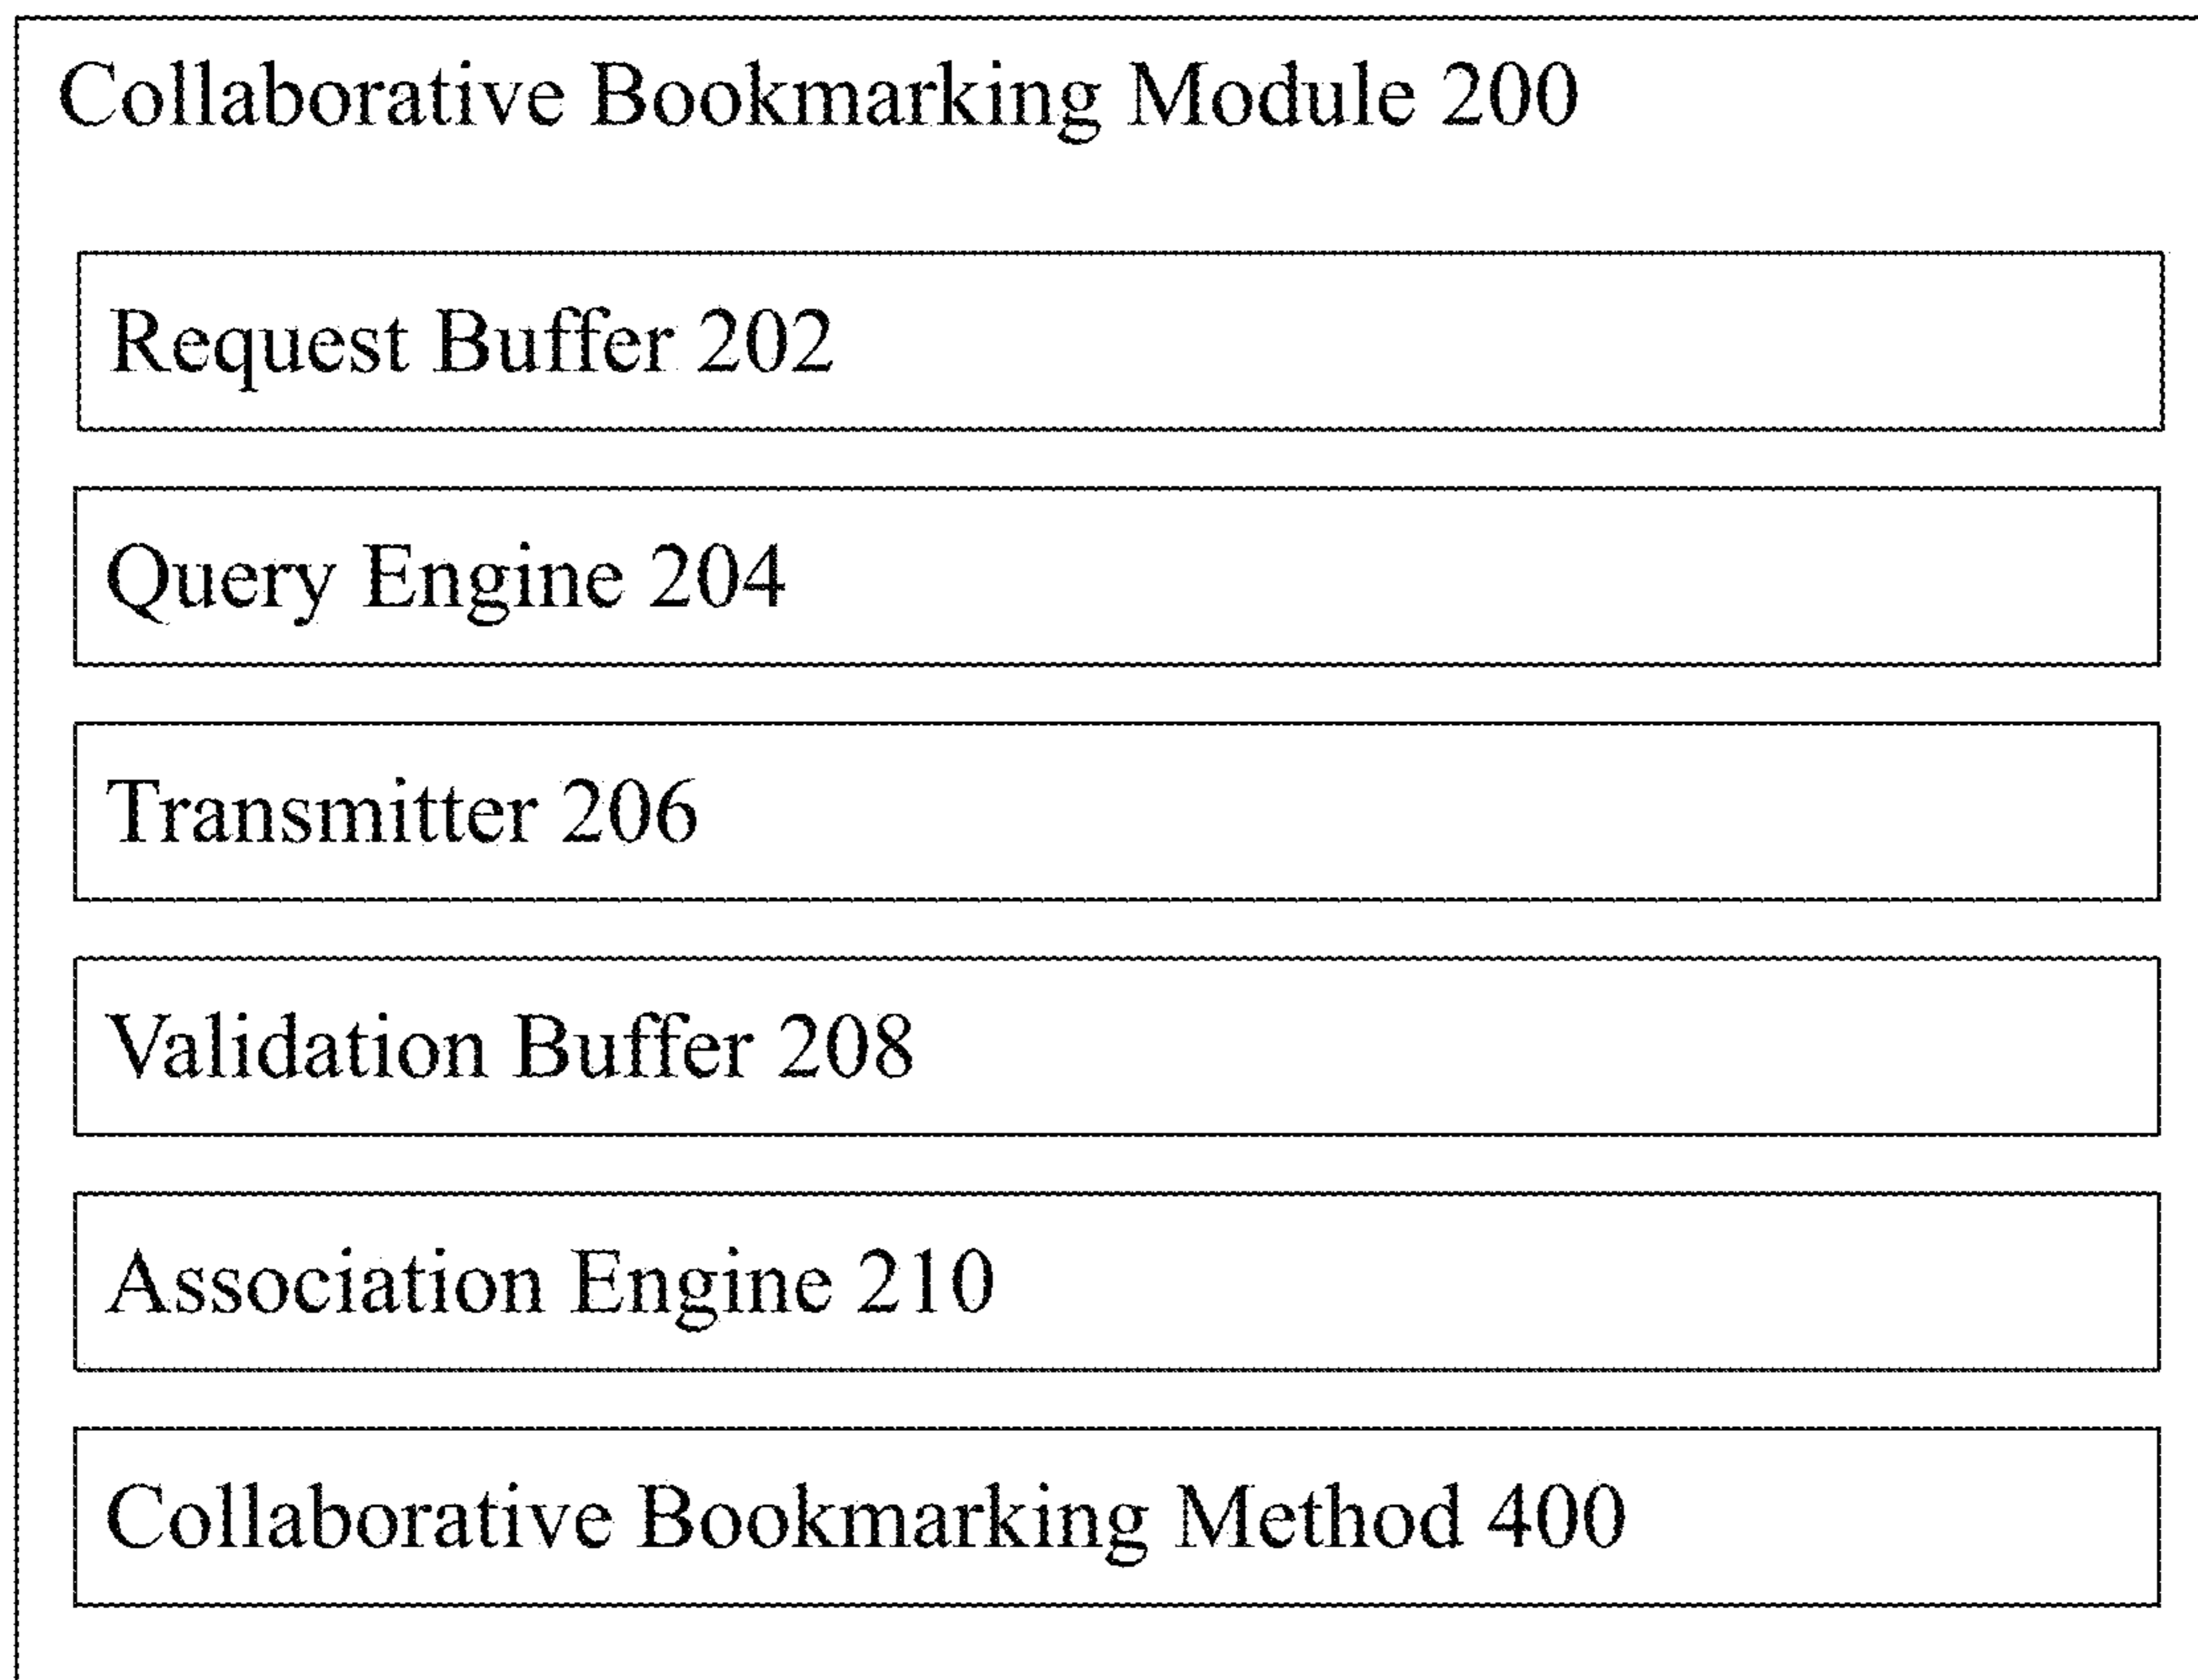 Collaborative Bookmarking Module 200
Request Buffer 202
Query Engine 204
Transmitter 206
Validation Buffer 208
Association Engine 210
Collaborative Bookmarking Method 400